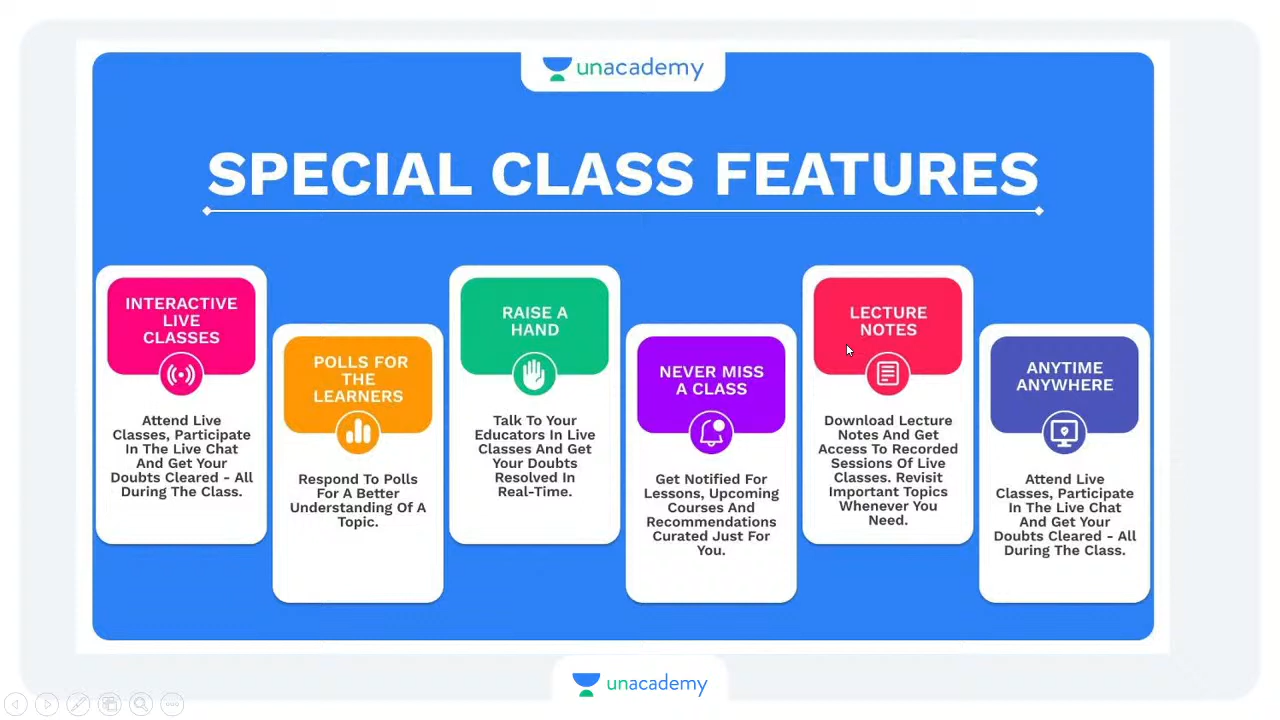 unacademy
SPECIAL CLASS FEATURES
INTERACTIVE
LIVE
CLASSES
Attend Live
Classes, Participate
In The Live Chat
And Get Your
Doubts Cleared - All
During The Class.
POLLS FOR
THE
LEARNERS
Respond To Polls
For A Better
Understanding Of A
Topic.
RAISE A
HAND
Talk To Your
Educators In Live
Classes And Get
Your Doubts
Resolved In
Real-Time.
NEVER MISS
A CLASS
Get Notified For
Lessons, Upcoming
Courses And
Recommendations
Curated Just For
You.
LECTURE
NOTES
Download Lecture
Notes And Get
Access To Recorded
Sessions Of Live
Classes. Revisit
Important Topics
Whenever You
Need.
ANYTIME
ANYWHERE
Attend Live
Classes, Participate
In The Live Chat
And Get Your
Doubts Cleared - All
During The Class.
unacademy